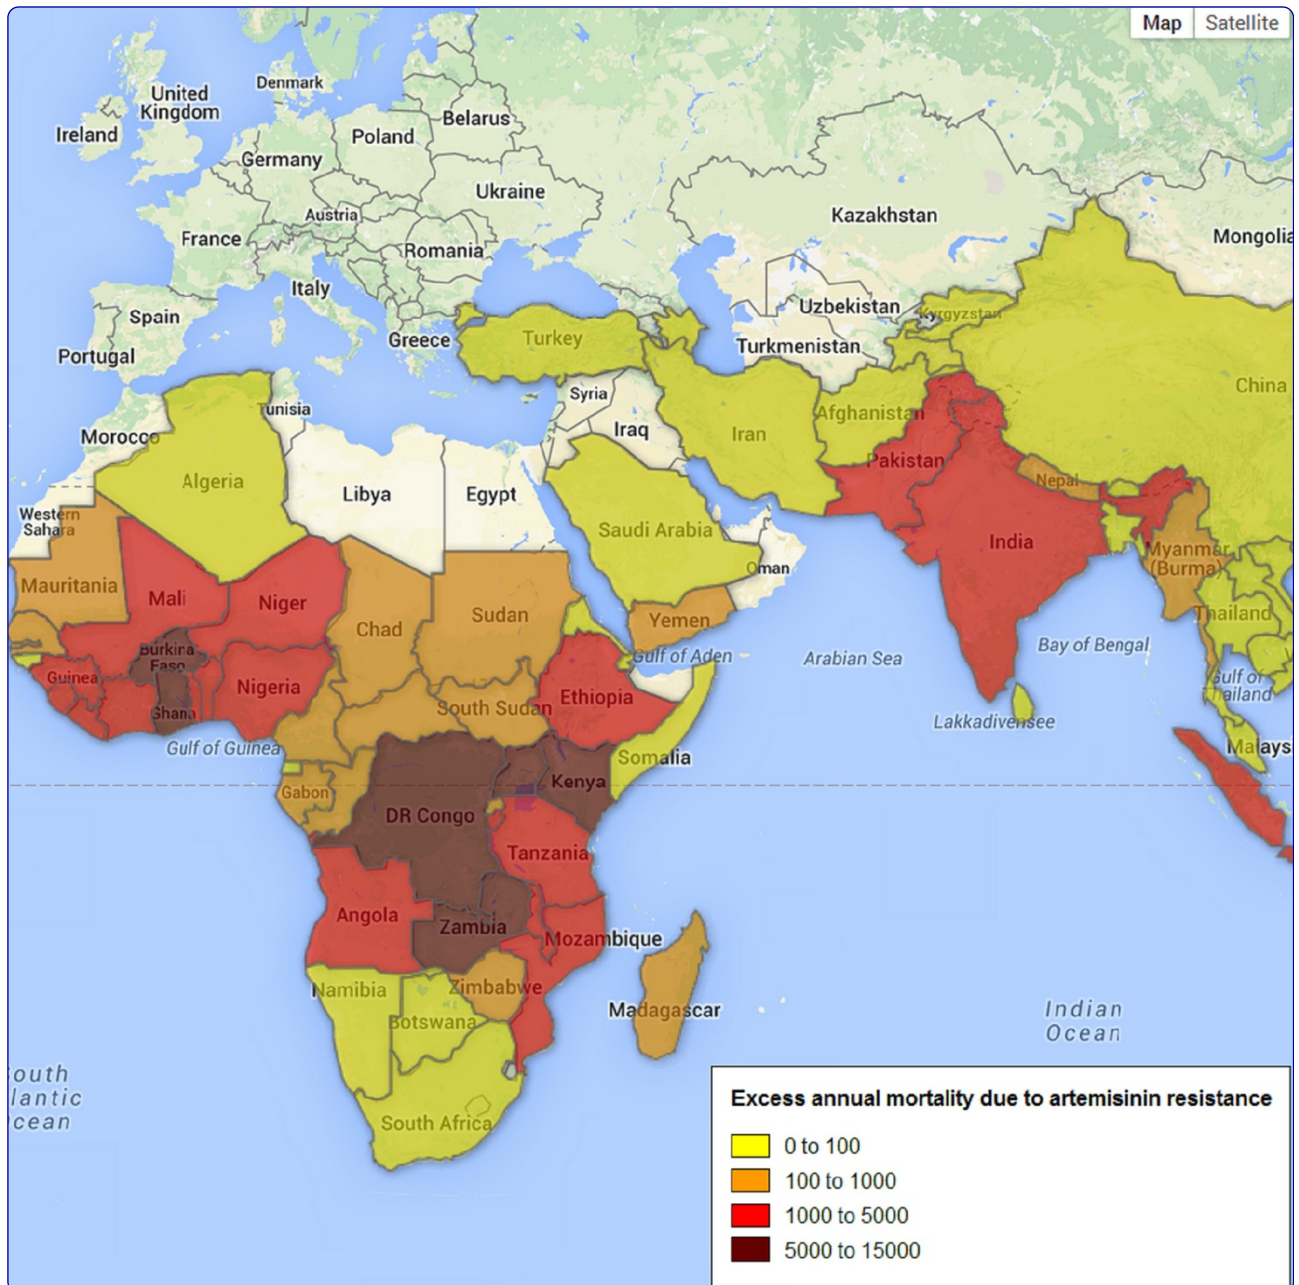 Map
Satellite
Denmark
United
Kingdom
Ireland
Belarus
Poland
Germany
Ukraine
Austria
Kazakhstan
France
Romania
Mongolia
Italy
Uzbekistan
Kyrgyzstan
Spain
Greece
Turkey
Turkmenistan
Portugal
China
Syria
Tunisia
Afghanistan
Morocco
Iraq
Iran
Pakistan
Algeria
Libya
Egypt
Nepal
Western
Sahara
Saudi Arabia
India
Myanmar
(Burma)
Oman
Mauritania
Mali
Niger
Sudan
Thailand
Yemen
Chad
Bay of Bengal
Burkina
Faso
Gulf of Aden
Arabian Sea
Guinea
Nigeria
Ethiopia
Gulf of
Thailand
South Sudan
Ghana
Lakkadivensee
Gulf of Guinea
Malays
Somalia
Kenya
Gabon
DR Congo
Tanzania
Angola
Zambia
Mozambique
Namibia
Zimbabwe
Madagascar
Botswana
Indian
Ocean
outh
lantic
cean
South Africa
Excess annual mortality due to artemisinin resistance
0 to 100
100 to 1000
1000 to 5000
5000 to 15000